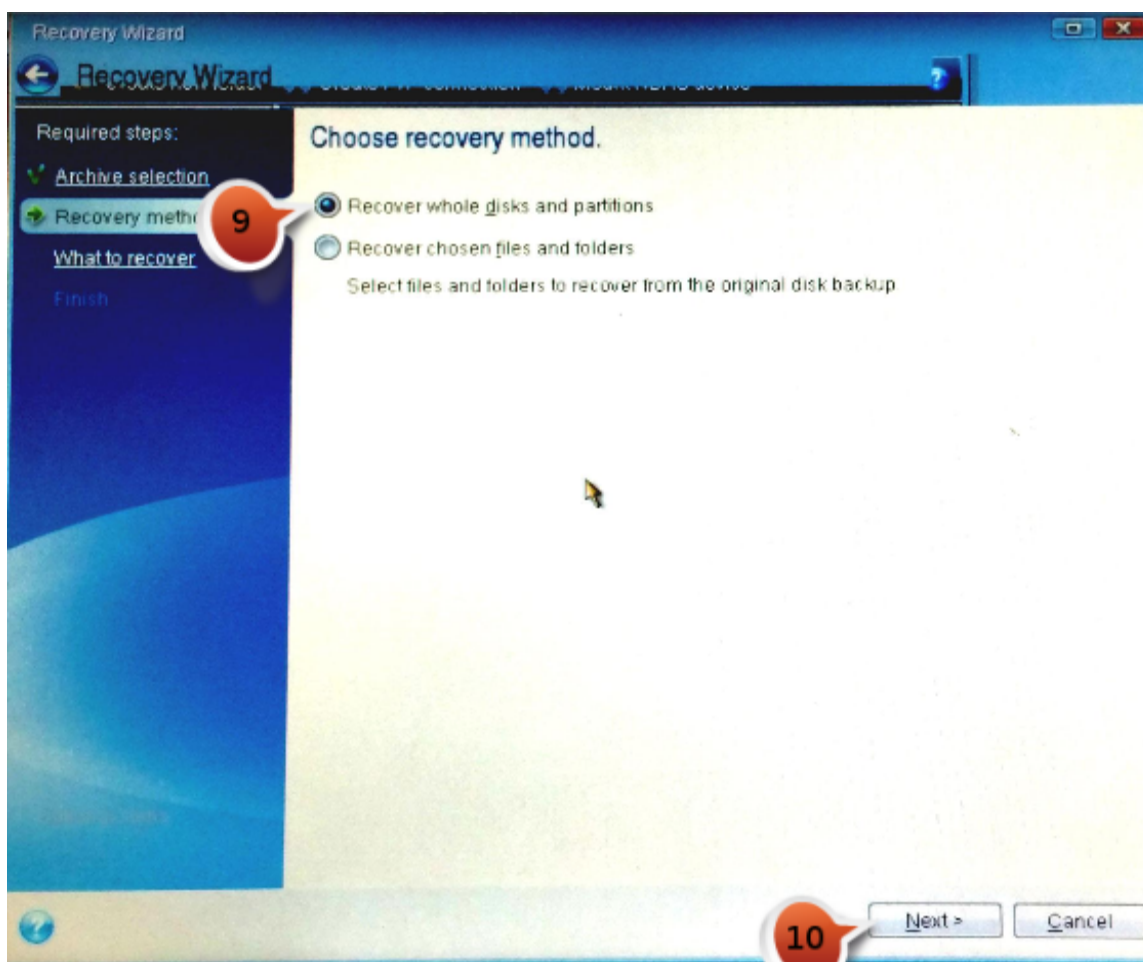 Recovery Wizard
Recovery Wizard
Required steps:
Archive selection
Recovery metho
What to recover
Finish
Choose recovery method.
9
Recover whole disks and partitions
Recover chosen files and folders
Select files and folders to recover from the original disk backup
10
Next >
Cancel